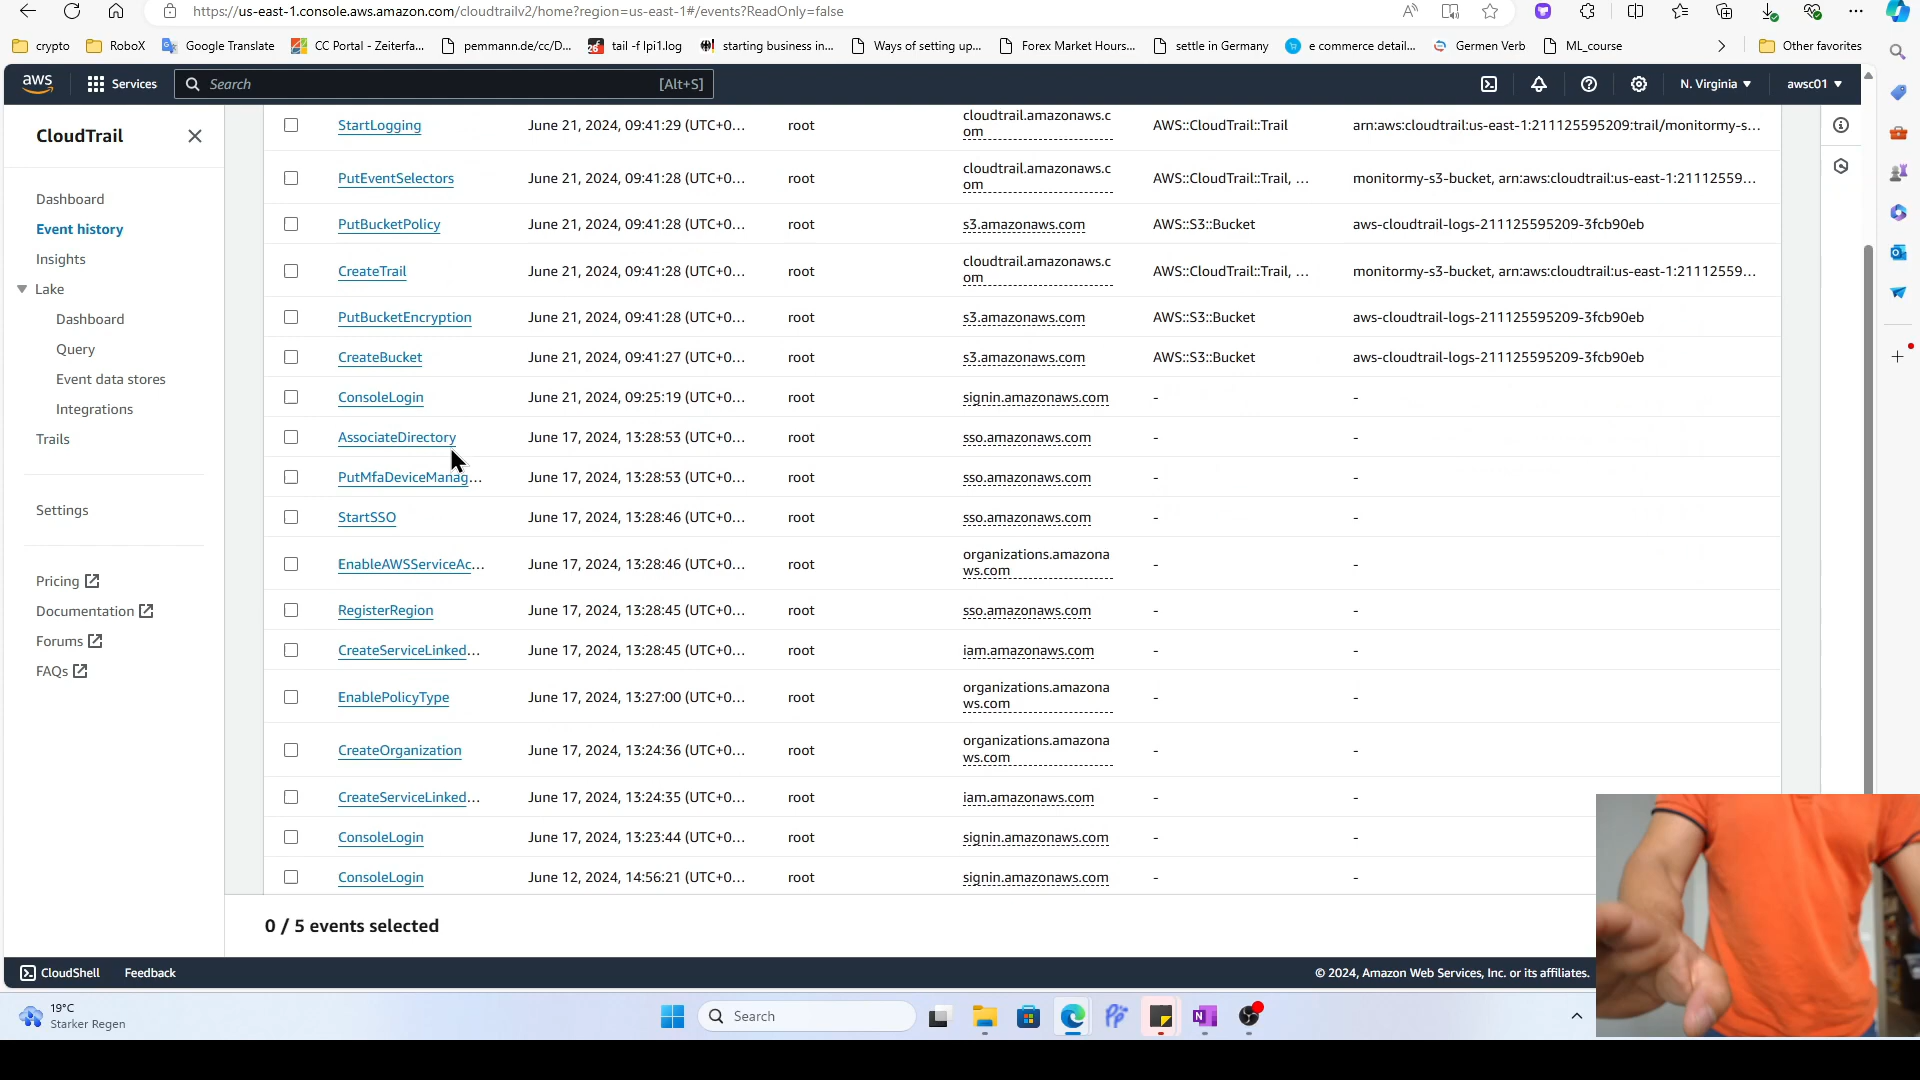 https://us-east-1.console.aws.amazon.com/cloudtrailv2/home?region=us-east-1#/events?ReadOnly=false
crypto RoboX Google Translate CC Portal - Zeiterfa... pemmann.de/cc/D... tail -f lpi1.log starting business in... Ways of setting up... Forex Market Hours... settle in Germany e commerce detail... Germen Verb ML_course Other favorites
aws Services Search [Alt+S] N. Virginia awsc01
CloudTrail
Dashboard
Event history
Insights
Lake
Dashboard
Query
Event data stores
Integrations
Trails
Settings
Pricing
Documentation
Forums
FAQs
StartLogging June 21, 2024, 09:41:29 (UTC+0... root cloudtrail.amazonaws.c
om AWS::CloudTrail::Trail arn:aws:cloudtrail:us-east-1:211125595209:trail/monitormy-s...
PutEventSelectors June 21, 2024, 09:41:28 (UTC+0... root cloudtrail.amazonaws.c
om AWS::CloudTrail::Trail, ... monitormy-s3-bucket, arn:aws:cloudtrail:us-east-1:21112559...
PutBucketPolicy June 21, 2024, 09:41:28 (UTC+0... root s3.amazonaws.com AWS::S3::Bucket aws-cloudtrail-logs-211125595209-3fcb90eb
CreateTrail June 21, 2024, 09:41:28 (UTC+0... root cloudtrail.amazonaws.c
om AWS::CloudTrail::Trail, ... monitormy-s3-bucket, arn:aws:cloudtrail:us-east-1:21112559...
PutBucketEncryption June 21, 2024, 09:41:28 (UTC+0... root s3.amazonaws.com AWS::S3::Bucket aws-cloudtrail-logs-211125595209-3fcb90eb
CreateBucket June 21, 2024, 09:41:27 (UTC+0... root s3.amazonaws.com AWS::S3::Bucket aws-cloudtrail-logs-211125595209-3fcb90eb
ConsoleLogin June 21, 2024, 09:25:19 (UTC+0... root signin.amazonaws.com - -
AssociateDirectory June 17, 2024, 13:28:53 (UTC+0... root sso.amazonaws.com - -
PutMfaDeviceManag... June 17, 2024, 13:28:53 (UTC+0... root sso.amazonaws.com - -
StartSSO June 17, 2024, 13:28:46 (UTC+0... root sso.amazonaws.com - -
EnableAWSServiceAc... June 17, 2024, 13:28:46 (UTC+0... root organizations.amazona
ws.com - -
RegisterRegion June 17, 2024, 13:28:45 (UTC+0... root sso.amazonaws.com - -
CreateServiceLinked... June 17, 2024, 13:28:45 (UTC+0... root iam.amazonaws.com - -
EnablePolicyType June 17, 2024, 13:27:00 (UTC+0... root organizations.amazona
ws.com - -
CreateOrganization June 17, 2024, 13:24:36 (UTC+0... root organizations.amazona
ws.com - -
CreateServiceLinked... June 17, 2024, 13:24:35 (UTC+0... root iam.amazonaws.com - -
ConsoleLogin June 17, 2024, 13:23:44 (UTC+0... root signin.amazonaws.com - -
ConsoleLogin June 12, 2024, 14:56:21 (UTC+0... root signin.amazonaws.com - -
0 / 5 events selected
CloudShell Feedback © 2024, Amazon Web Services, Inc. or its affiliates.
19°C
Starker Regen
Search